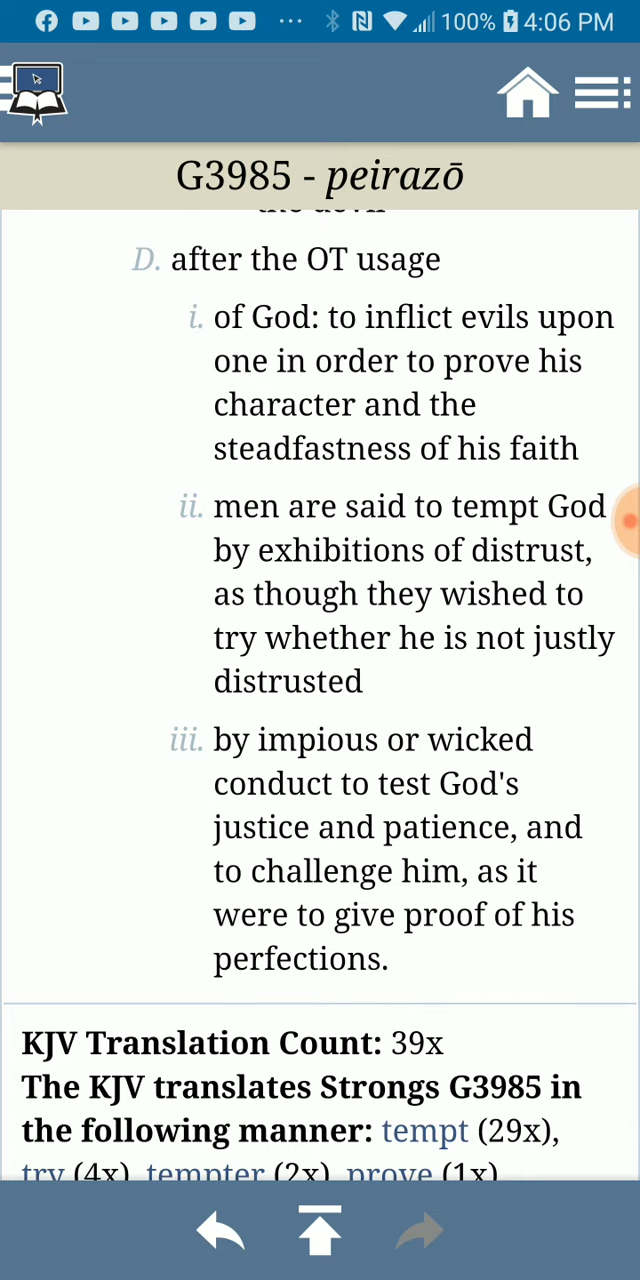 100% 4:06 PM
G3985 - peirazō
the devil
D. after the OT usage
i. of God: to inflict evils upon
one in order to prove his
character and the
steadfastness of his faith
ii. men are said to tempt God
by exhibitions of distrust,
as though they wished to
try whether he is not justly
distrusted
iii. by impious or wicked
conduct to test God's
justice and patience, and
to challenge him, as it
were to give proof of his
perfections.
KJV Translation Count: 39x
The KJV translates Strongs G3985 in
the following manner: tempt (29x),
try (4x), tempter (2x), prove (1x)